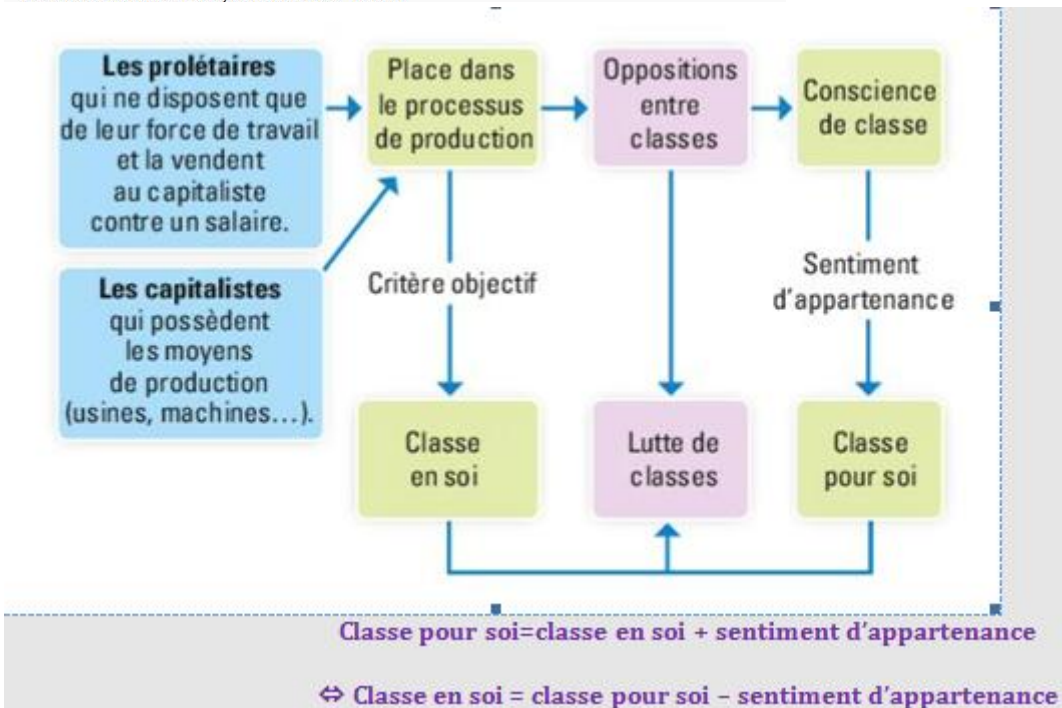 Les prolétaires
qui ne disposent que
de leur force de travail
et la vendent
au capitaliste
contre un salaire.
Les capitalistes
qui possèdent
les moyens
de production
(usines, machines…).
Place dans
le processus
de production
Oppositions
entre
classes
Conscience
de classe
Critère objectif
Sentiment
d'appartenance
Classe
en soi
Lutte de
classes
Classe
pour soi
Classe pour soi=classe en soi + sentiment d'appartenance
⇔ Classe en soi = classe pour soi – sentiment d'appartenance